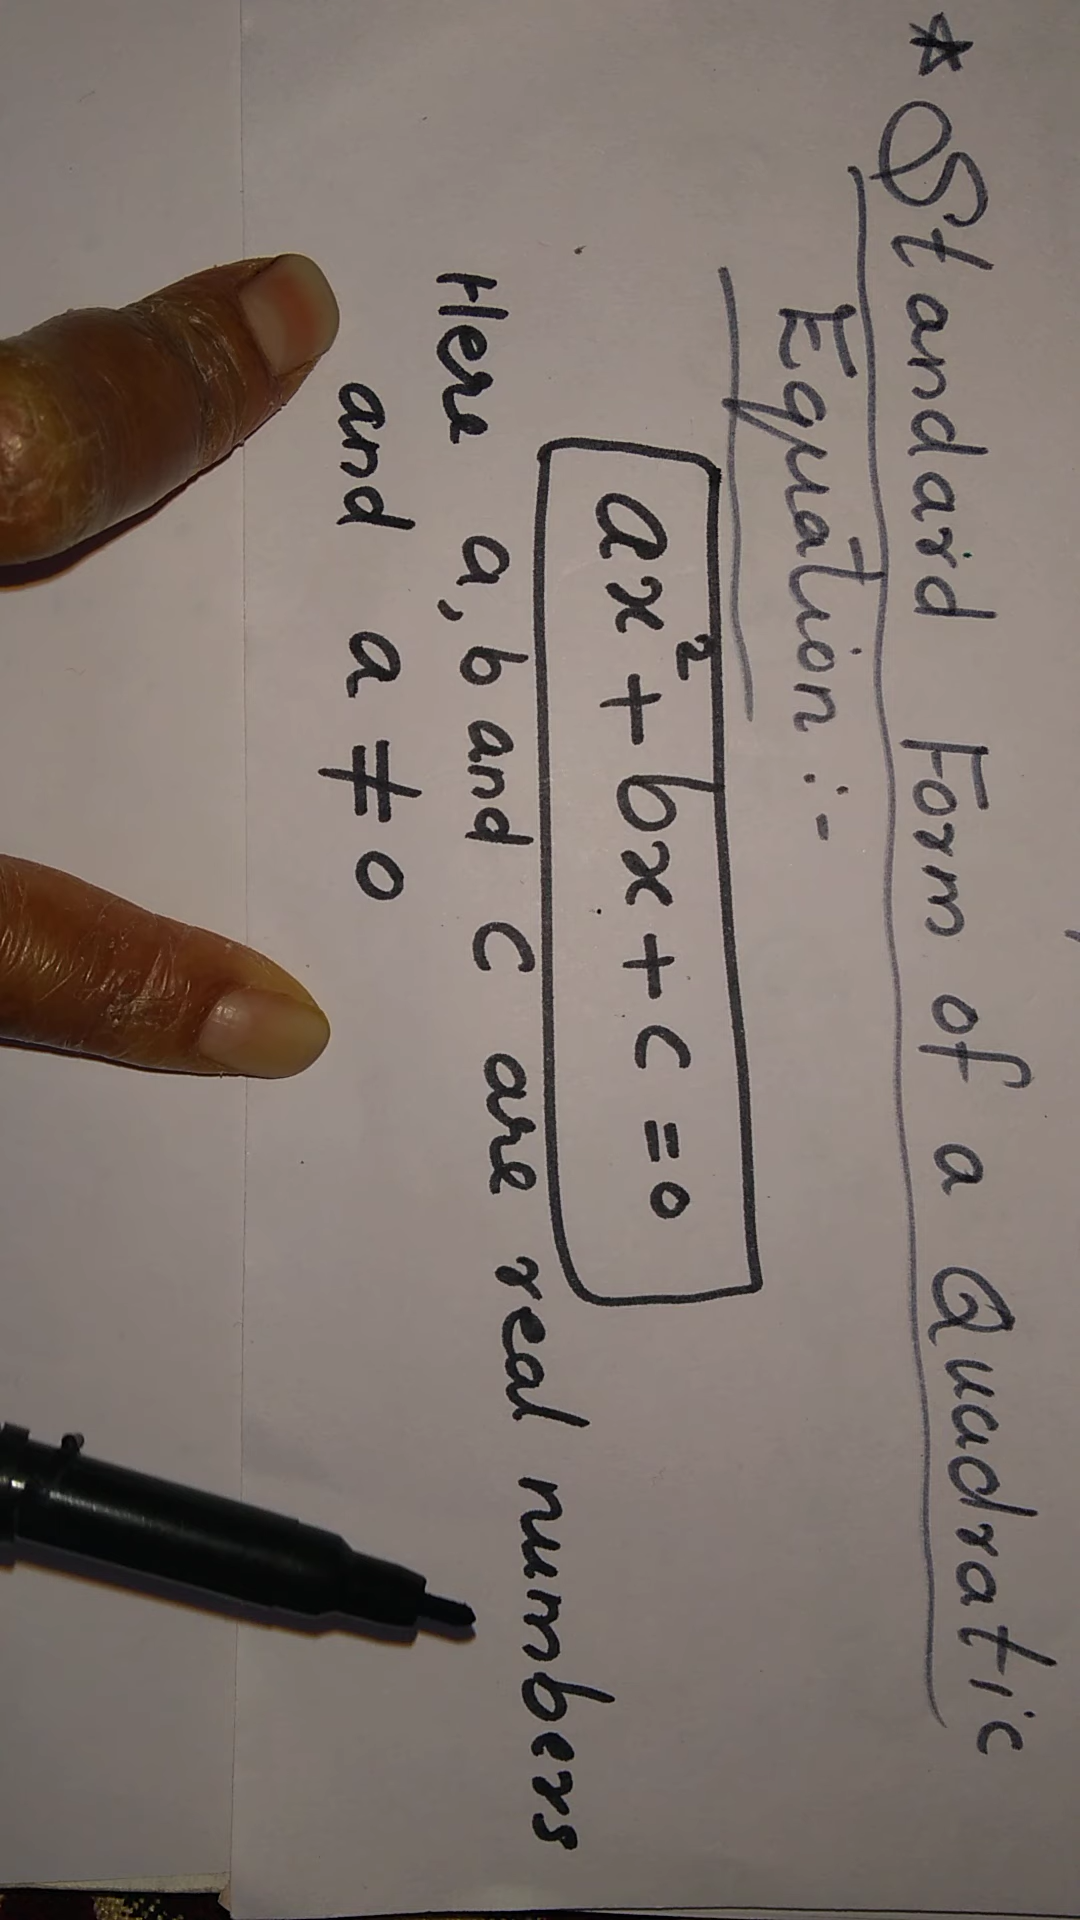 * Standard Form of a Quadratic
Equation :-
ax² + bx + c = 0
Here a, b and c are real numbers
and a ≠ 0